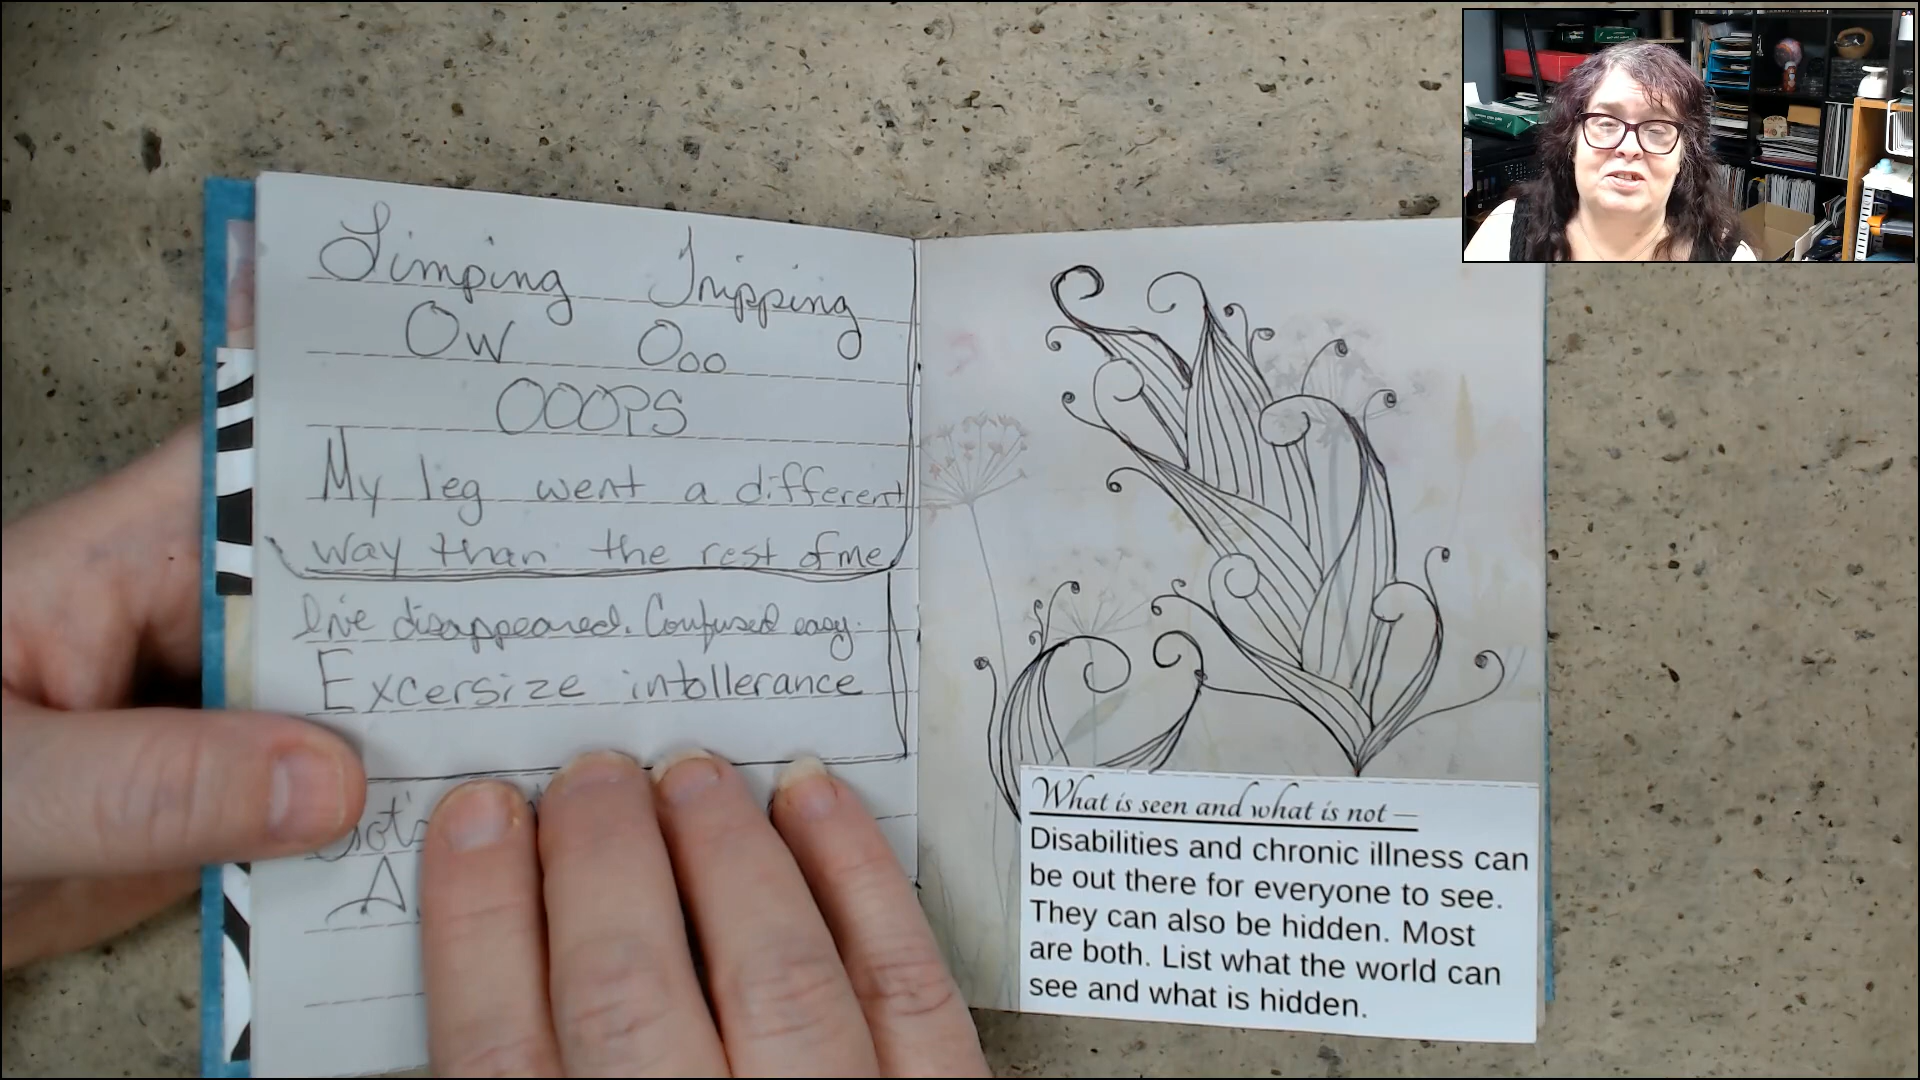 Limping Tripping
Ow Ooo
OOOPS
My leg went a different
way than the rest of me
I've disappeared. Confused easy.
Excersize intollerance
What is seen and what is not —
Disabilities and chronic illness can
be out there for everyone to see.
They can also be hidden. Most
are both. List what the world can
see and what is hidden.